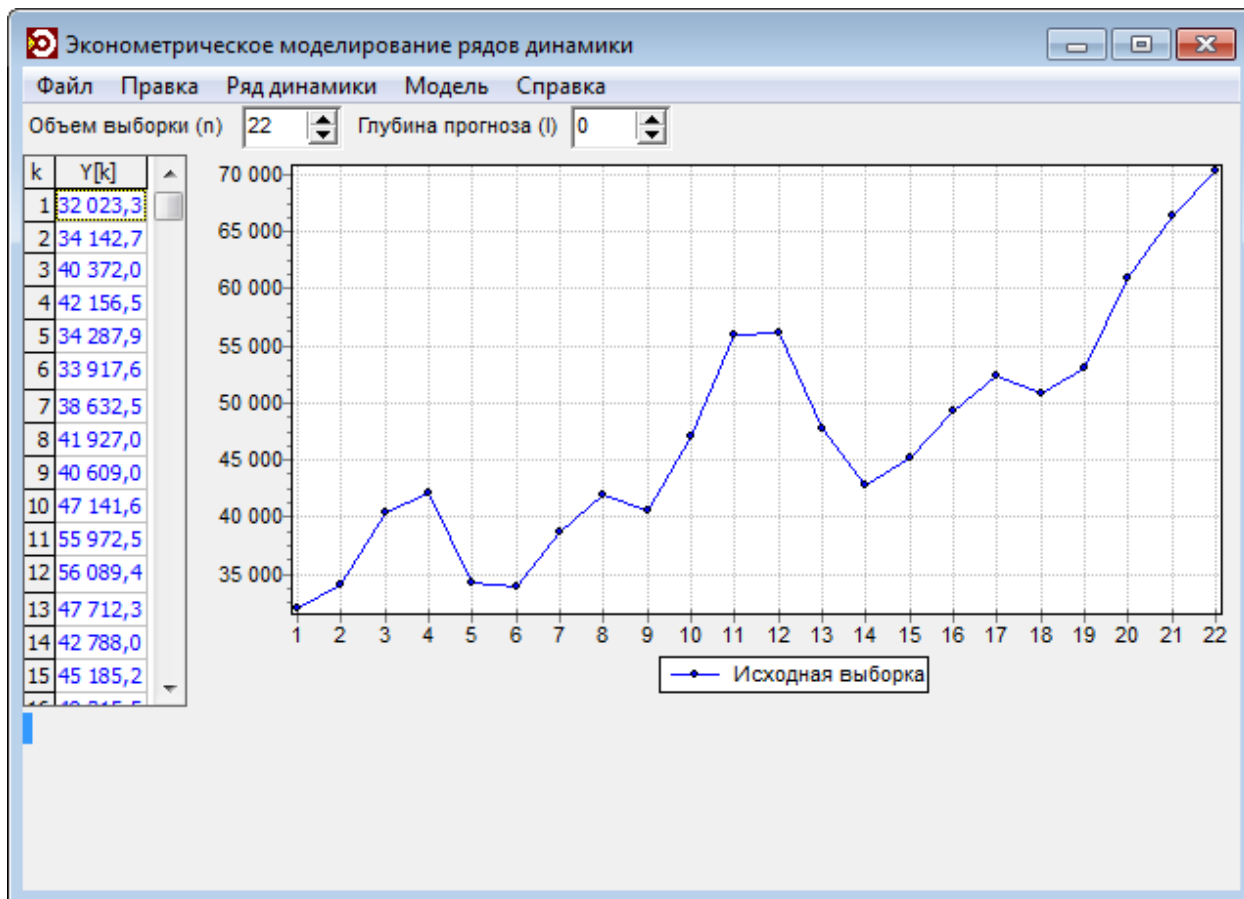 Эконометрическое моделирование рядов динамики
Файл Правка Ряд динамики Модель Справка
Объем выборки (n) 22 Глубина прогноза (l) 0
k Y[k]
1 32 023,3
2 34 142,7
3 40 372,0
4 42 156,5
5 34 287,9
6 33 917,6
7 38 632,5
8 41 927,0
9 40 609,0
10 47 141,6
11 55 972,5
12 56 089,4
13 47 712,3
14 42 788,0
15 45 185,2
70 000
65 000
60 000
55 000
50 000
45 000
40 000
35 000
1 2 3 4 5 6 7 8 9 10 11 12 13 14 15 16 17 18 19 20 21 22
Исходная выборка